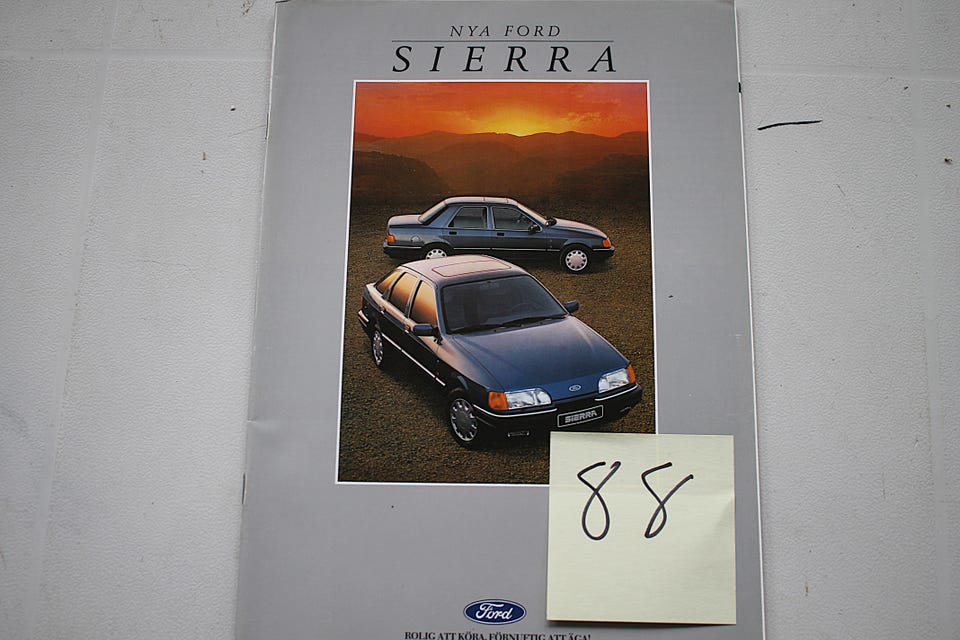 NYA FORD
SIERRA
SIERRA
88
Ford
ROLIG ATT KÖRA. FÖRNUFTIG ATT ÄGA!